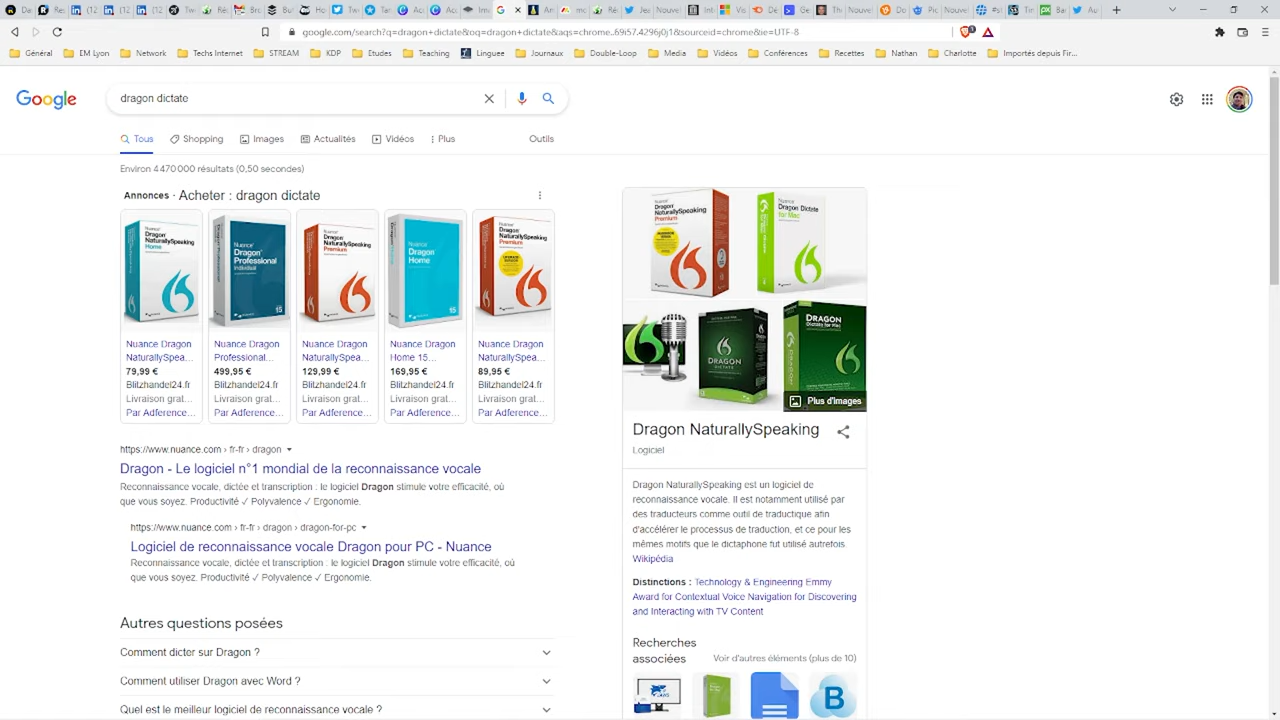 google.com/search?q=dragon+dictate&oq=dragon+dictate&aqs=chrome..69i57.4296j0j1&sourceid=chrome&ie=UTF-8
Général
EM Lyon
Network
Techs Internet
STEAM
KDP
Etudes
Teaching
Linguee
Journaux
Double-Loop
Media
Vidéos
Conférences
Recettes
Nathan
Charlotte
Importés depuis Fir...
Google
dragon dictate
Tous
Shopping
Images
Actualités
Vidéos
Plus
Outils
Environ 4 470 000 résultats (0,50 secondes)
Annonces · Acheter : dragon dictate
Nuance Dragon NaturallySpea...
79,99 €
Blitzhandel24.fr
Livraison grat...
Par Adference...
Nuance Dragon Professional...
499,95 €
Blitzhandel24.fr
Livraison grat...
Par Adference...
Nuance Dragon NaturallySpea...
129,99 €
Blitzhandel24.fr
Livraison grat...
Par Adference...
Nuance Dragon Home 15...
169,95 €
Blitzhandel24.fr
Livraison grat...
Par Adference...
Nuance Dragon NaturallySpea...
89,95 €
Blitzhandel24.fr
Livraison grat...
Par Adference...
https://www.nuance.com › fr-fr › dragon
Dragon - Le logiciel n°1 mondial de la reconnaissance vocale
Reconnaissance vocale, dictée et transcription : le logiciel Dragon stimule votre efficacité, où
que vous soyez. Productivité ✓ Polyvalence ✓ Ergonomie.
https://www.nuance.com › fr-fr › dragon › dragon-for-pc
Logiciel de reconnaissance vocale Dragon pour PC - Nuance
Reconnaissance vocale, dictée et transcription : le logiciel Dragon stimule votre efficacité, où
que vous soyez. Productivité ✓ Polyvalence ✓ Ergonomie.
Autres questions posées
Comment dicter sur Dragon ?
Comment utiliser Dragon avec Word ?
Quel est le meilleur logiciel de reconnaissance vocale ?
Plus d'images
Dragon NaturallySpeaking
Logiciel
Dragon NaturallySpeaking est un logiciel de
reconnaissance vocale. Il est notamment utilisé par
des traducteurs comme outil de traductique afin
d'accélérer le processus de traduction, et ce pour les
mêmes motifs que le dictaphone fut utilisé autrefois.
Wikipédia
Distinctions : Technology & Engineering Emmy
Award for Contextual Voice Navigation for Discovering
and Interacting with TV Content
Recherches
associées
Voir d'autres éléments (plus de 10)